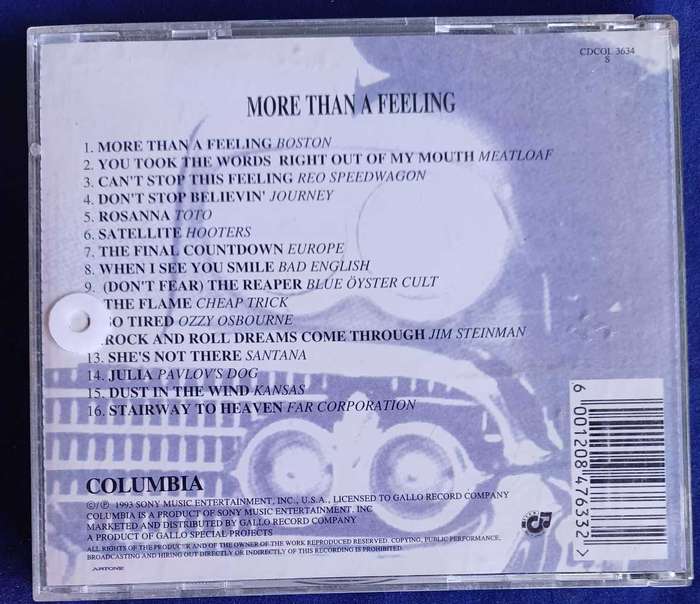 CDCOL 3634
S
MORE THAN A FEELING
1. MORE THAN A FEELING BOSTON
2. YOU TOOK THE WORDS RIGHT OUT OF MY MOUTH MEATLOAF
3. CAN'T STOP THIS FEELING REO SPEEDWAGON
4. DON'T STOP BELIEVIN' JOURNEY
5. ROSANNA TOTO
6. SATELLITE HOOTERS
7. THE FINAL COUNTDOWN EUROPE
8. WHEN I SEE YOU SMILE BAD ENGLISH
9. (DON'T FEAR) THE REAPER BLUE ÖYSTER CULT
THE FLAME CHEAP TRICK
SO TIRED OZZY OSBOURNE
ROCK AND ROLL DREAMS COME THROUGH JIM STEINMAN
13. SHE'S NOT THERE SANTANA
14. JULIA PAVLOV'S DOG
15. DUST IN THE WIND KANSAS
16. STAIRWAY TO HEAVEN FAR CORPORATION
COLUMBIA
©/℗ 1993 SONY MUSIC ENTERTAINMENT, INC., U.S.A., LICENSED TO GALLO RECORD COMPANY
COLUMBIA IS A PRODUCT OF SONY MUSIC ENTERTAINMENT. INC
MARKETED AND DISTRIBUTED BY GALLO RECORD COMPANY
A PRODUCT OF GALLO SPECIAL PROJECTS
ALL RIGHTS OF THE PRODUCER AND OF THE OWNER OF THE WORK REPRODUCED RESERVED. COPYING, PUBLIC PERFORMANCE,
BROADCASTING AND HIRING OUT DIRECTLY OR INDIRECTLY OF THIS RECORDING IS PROHIBITED.
ARTONE
6 001208 476332 >